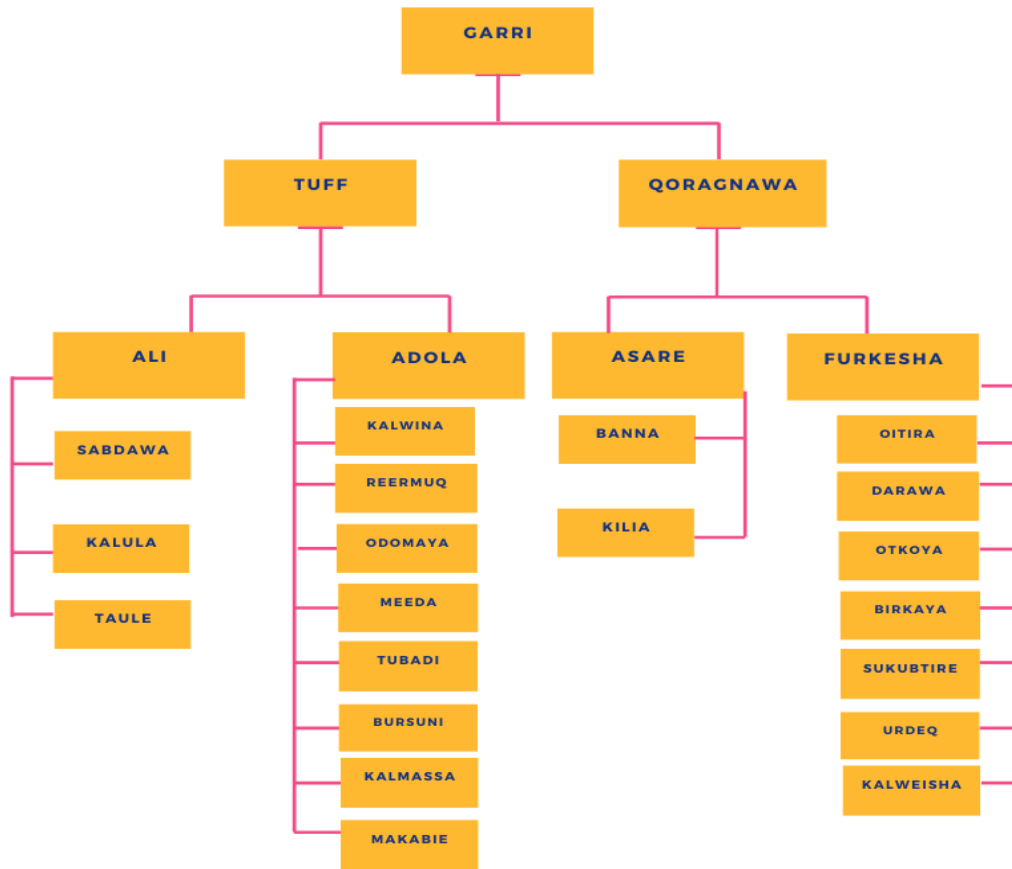 GARRI
TUFF
QORAGNAWA
ALI
ADOLA
ASARE
FURKESHA
SABDAWA
KALULA
TAULE
KALWINA
REERMUQ
ODOMAYA
MEEDA
TUBADI
BURSUNI
KALMASSA
MAKABIE
BANNA
KILIA
OITIRA
DARAWA
OTKOYA
BIRKAYA
SUKUBTIRE
URDEQ
KALWEISHA